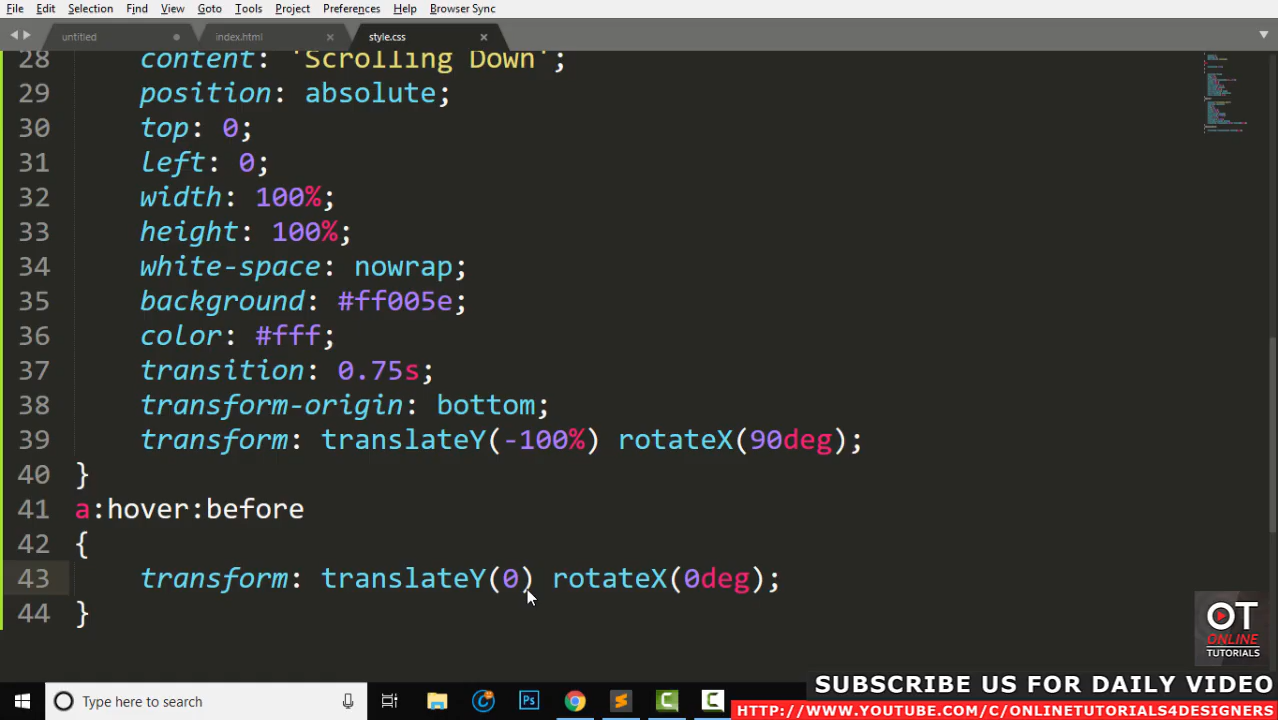 File Edit Selection Find View Goto Tools Project Preferences Help Browser Sync
untitled index.html style.css
28 content: 'Scrolling Down';
29 position: absolute;
30 top: 0;
31 left: 0;
32 width: 100%;
33 height: 100%;
34 white-space: nowrap;
35 background: #ff005e;
36 color: #fff;
37 transition: 0.75s;
38 transform-origin: bottom;
39 transform: translateY(-100%) rotateX(90deg);
40 }
41 a:hover:before
42 {
43 transform: translateY(0) rotateX(0deg);
44 }
OT
ONLINE
TUTORIALS
SUBSCRIBE US FOR DAILY VIDEO
Type here to search
Ps
HTTP://WWW.YOUTUBE.COM/C/ONLINETUTORIALS4DESIGNERS